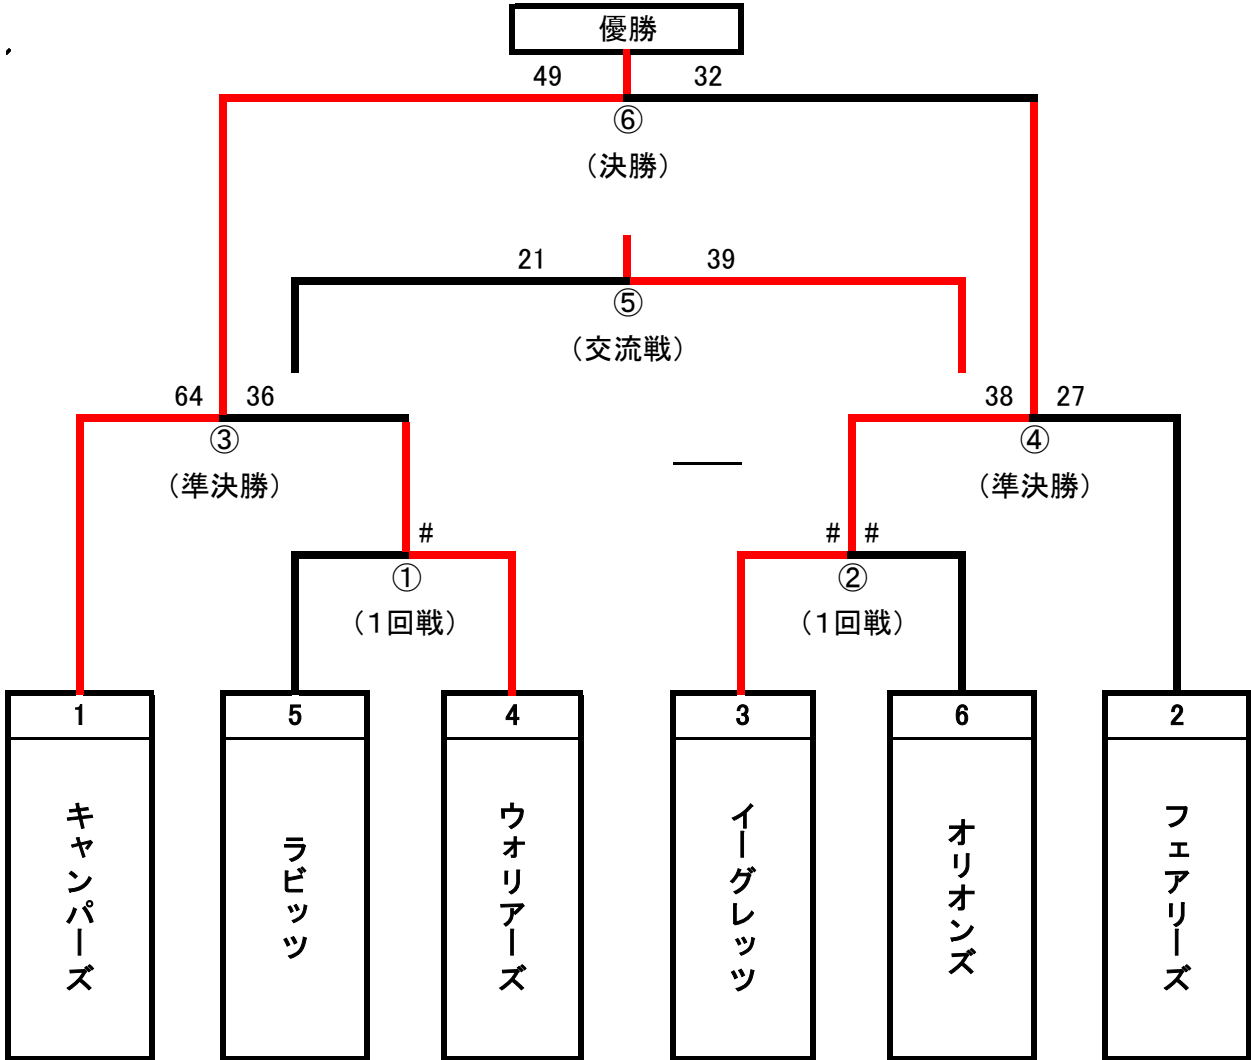 優勝
49 32
⑥
（決勝）
21 39
⑤
（交流戦）
64 36
③
（準決勝）
38 27
④
（準決勝）
#
①
（１回戦）
# #
②
（１回戦）
1
キャンパーズ
5
ラビッツ
4
ウォリアーズ
3
イーグレッツ
6
オリオンズ
2
フェアリーズ